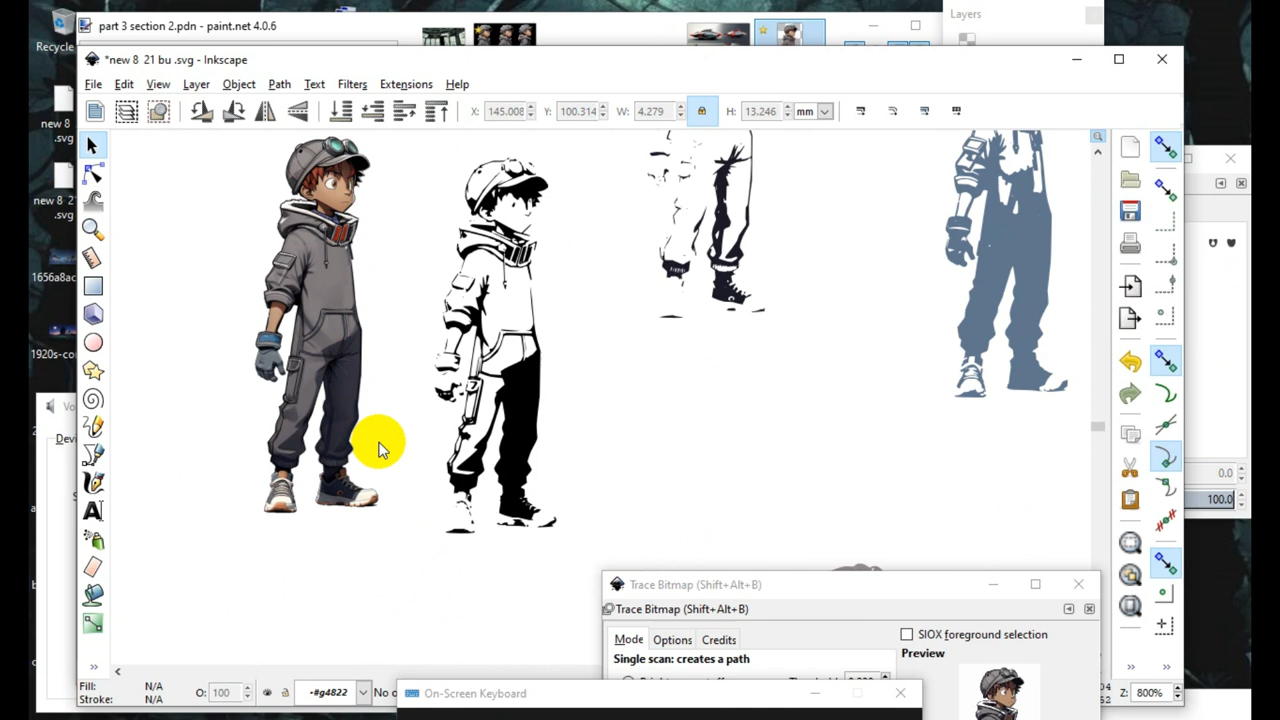 part 3 section 2.pdn - paint.net 4.0.6
Layers
Recycle
*new 8 21 bu .svg - Inkscape
File Edit View Layer Object Path Text Filters Extensions Help
X: 145.008 Y: 100.314 W: 4.279 H: 13.246 mm
new 8
.svg
new 8 2
.svg
1656a8ac
1920s-co
0.0
100.0
Trace Bitmap (Shift+Alt+B)
Trace Bitmap (Shift+Alt+B)
Mode Options Credits
SIOX foreground selection
Single scan: creates a path
Preview
Fill: N/A
Stroke: N/A
O: 100
-#g4822
No
Z: 800%
On-Screen Keyboard